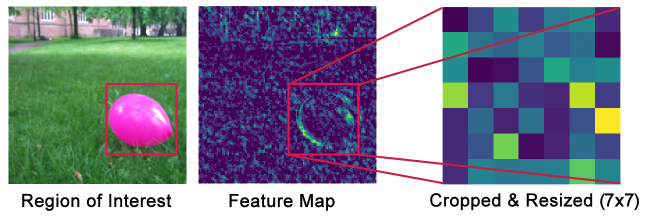 Region of Interest
Feature Map
Cropped & Resized (7x7)